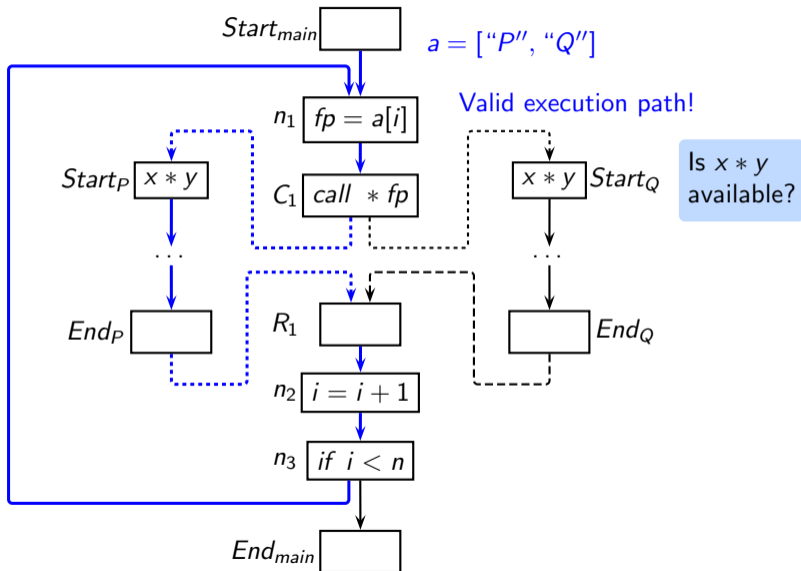 Start_main
a = [“P”, “Q”]
n_1 fp = a[i]
Valid execution path!
Start_P x ∗ y
C_1 call ∗ fp
x ∗ y Start_Q
Is x ∗ y
available?
...
...
End_P
R_1
End_Q
n_2 i = i + 1
n_3 if i < n
End_main